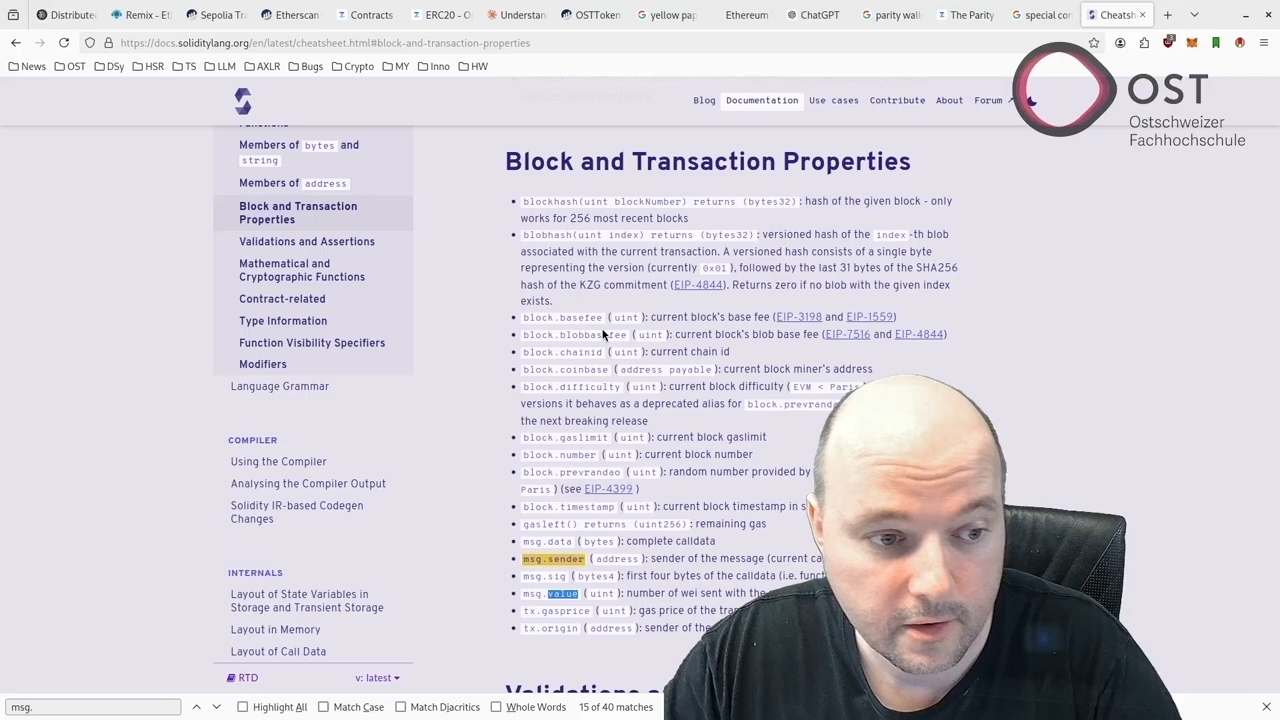 Distributed
Remix - Et
Sepolia Tra
Etherscan
Contracts
ERC20 - O
Understan
OSTToken
yellow pap
Ethereum
ChatGPT
parity wall
The Parity
special con
Cheatsh
https://docs.soliditylang.org/en/latest/cheatsheet.html#block-and-transaction-properties
News OST DSy HSR TS LLM AXLR Bugs Crypto MY Inno HW
Blog Documentation Use cases Contribute About Forum
OST
Ostschweizer
Fachhochschule
Functions
Members of bytes and
string
Members of address
Block and Transaction
Properties
Validations and Assertions
Mathematical and
Cryptographic Functions
Contract-related
Type Information
Function Visibility Specifiers
Modifiers
Language Grammar
COMPILER
Using the Compiler
Analysing the Compiler Output
Solidity IR-based Codegen
Changes
INTERNALS
Layout of State Variables in
Storage and Transient Storage
Layout in Memory
Layout of Call Data
RTD v: latest
Block and Transaction Properties
blockhash(uint blockNumber) returns (bytes32) : hash of the given block - only
works for 256 most recent blocks
blobhash(uint index) returns (bytes32) : versioned hash of the index -th blob
associated with the current transaction. A versioned hash consists of a single byte
representing the version (currently 0x01 ), followed by the last 31 bytes of the SHA256
hash of the KZG commitment (EIP-4844). Returns zero if no blob with the given index
exists.
block.basefee ( uint ): current block's base fee (EIP-3198 and EIP-1559)
block.blobbasefee ( uint ): current block's blob base fee (EIP-7516 and EIP-4844)
block.chainid ( uint ): current chain id
block.coinbase ( address payable ): current block miner's address
block.difficulty ( uint ): current block difficulty ( EVM < Paris
versions it behaves as a deprecated alias for block.prevranda
the next breaking release
block.gaslimit ( uint ): current block gaslimit
block.number ( uint ): current block number
block.prevrandao ( uint ): random number provided by
Paris ) (see EIP-4399 )
block.timestamp ( uint ): current block timestamp in s
gasleft() returns (uint256) : remaining gas
msg.data ( bytes ): complete calldata
msg.sender ( address ): sender of the message (current ca
msg.sig ( bytes4 ): first four bytes of the calldata (i.e. funct
msg.value ( uint ): number of wei sent with the
tx.gasprice ( uint ): gas price of the tra
tx.origin ( address ): sender of the
Validations a
msg.
Highlight All Match Case Match Diacritics Whole Words 15 of 40 matches